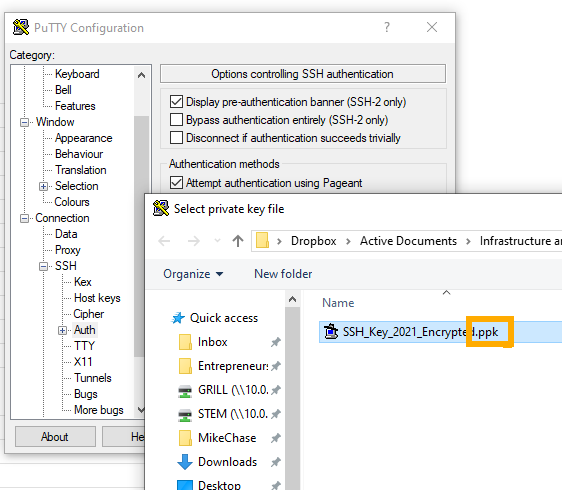 PuTTY Configuration
?
Category:
Keyboard
Bell
Features
Window
Appearance
Behaviour
Translation
Selection
Colours
Connection
Data
Proxy
SSH
Kex
Host keys
Cipher
Auth
TTY
X11
Tunnels
Bugs
More bugs
About
He
Options controlling SSH authentication
Display pre-authentication banner (SSH-2 only)
Bypass authentication entirely (SSH-2 only)
Disconnect if authentication succeeds trivially
Authentication methods
Attempt authentication using Pageant
Select private key file
Dropbox > Active Documents > Infrastructure a
Organize
New folder
Quick access
Inbox
Entrepreneurs
GRILL (\\10.0.
STEM (\\10.0.
MikeChase
Downloads
Desktop
Name
SSH_Key_2021_Encrypted.ppk